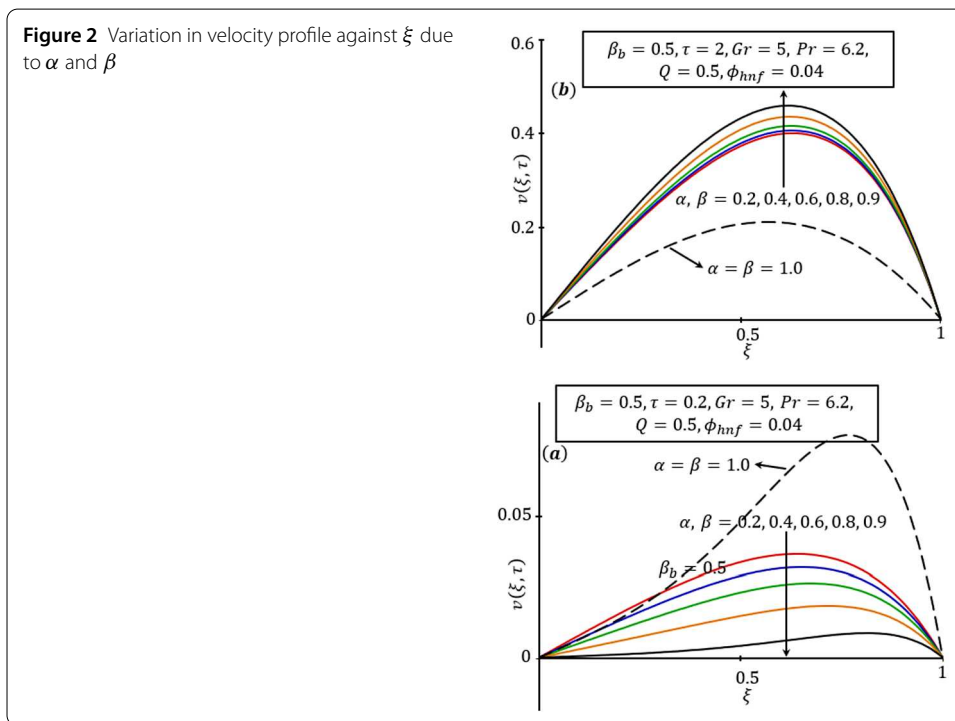 Figure 2 Variation in velocity profile against ξ due
to α and β
0.6
β_b = 0.5, τ = 2, Gr = 5, Pr = 6.2,
Q = 0.5, ϕ_hnf = 0.04
(b)
0.4
v(ξ,τ)
α, β = 0.2, 0.4, 0.6, 0.8, 0.9
0.2
α = β = 1.0
0
0.5
1
ξ
β_b = 0.5, τ = 0.2, Gr = 5, Pr = 6.2,
Q = 0.5, ϕ_hnf = 0.04
(a)
α = β = 1.0
0.05
α, β = 0.2, 0.4, 0.6, 0.8, 0.9
v(ξ,τ)
β_b = 0.5
0
0.5
1
ξ